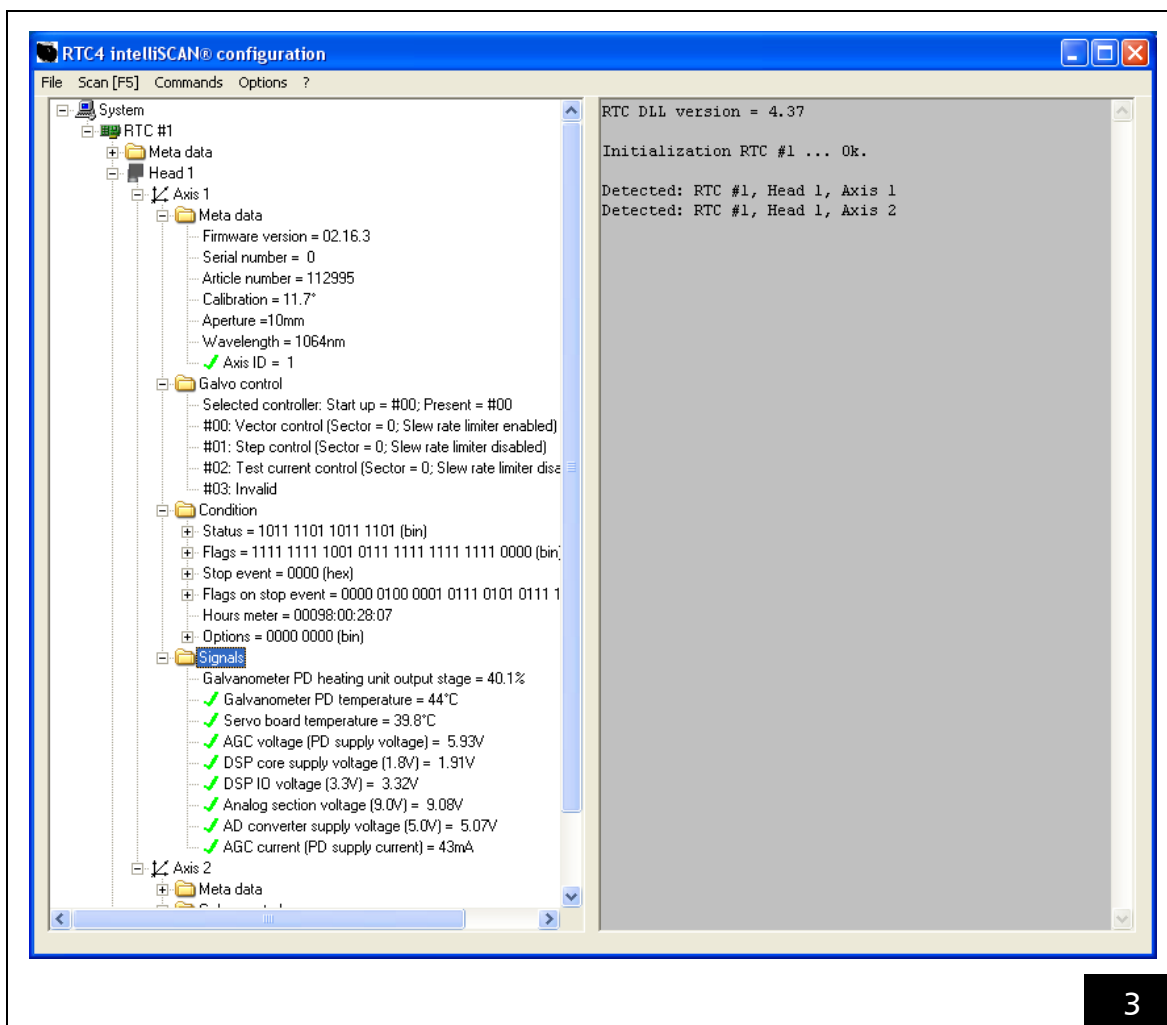 RTC4 intelliSCAN® configuration
File Scan [F5] Commands Options ?
System
RTC #1
Meta data
Head 1
Axis 1
Meta data
Firmware version = 02.16.3
Serial number = 0
Article number = 112995
Calibration = 11.7°
Aperture =10mm
Wavelength = 1064nm
Axis ID = 1
Galvo control
Selected controller: Start up = #00; Present = #00
#00: Vector control (Sector = 0; Slew rate limiter enabled)
#01: Step control (Sector = 0; Slew rate limiter disabled)
#02: Test current control (Sector = 0; Slew rate limiter disa
#03: Invalid
Condition
Status = 1011 1101 1011 1101 (bin)
Flags = 1111 1111 1001 0111 1111 1111 1111 0000 (bin)
Stop event = 0000 (hex)
Flags on stop event = 0000 0100 0001 0111 0101 0111 1
Hours meter = 00098:00:28:07
Options = 0000 0000 (bin)
Signals
Galvanometer PD heating unit output stage = 40.1%
Galvanometer PD temperature = 44°C
Servo board temperature = 39.8°C
AGC voltage (PD supply voltage) = 5.93V
DSP core supply voltage (1.8V) = 1.91V
DSP IO voltage (3.3V) = 3.32V
Analog section voltage (9.0V) = 9.08V
AD converter supply voltage (5.0V) = 5.07V
AGC current (PD supply current) = 43mA
Axis 2
Meta data
RTC DLL version = 4.37
Initialization RTC #1 ... Ok.
Detected: RTC #1, Head 1, Axis 1
Detected: RTC #1, Head 1, Axis 2
3